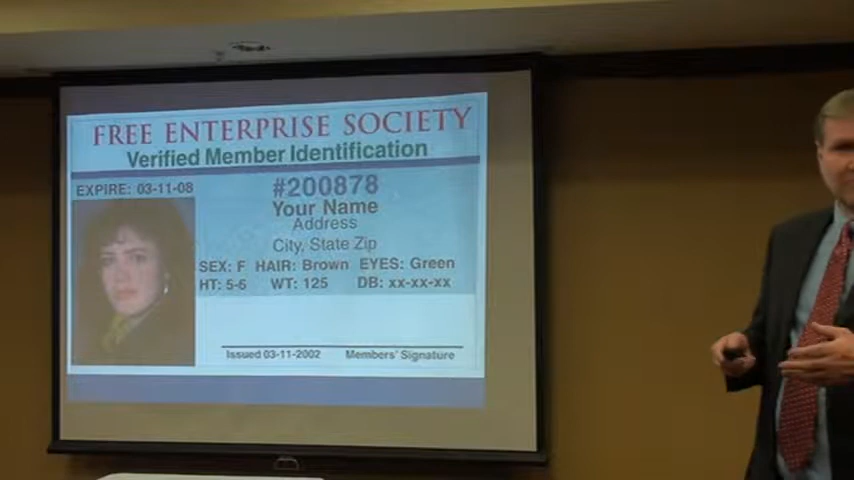 FREE ENTERPRISE SOCIETY
Verified Member Identification
EXPIRE: 03-11-08
#200878
Your Name
Address
City, State Zip
SEX: F HAIR: Brown EYES: Green
HT: 5-6 WT: 125 DB: xx-xx-xx
Issued 03-11-2002 Members' Signature